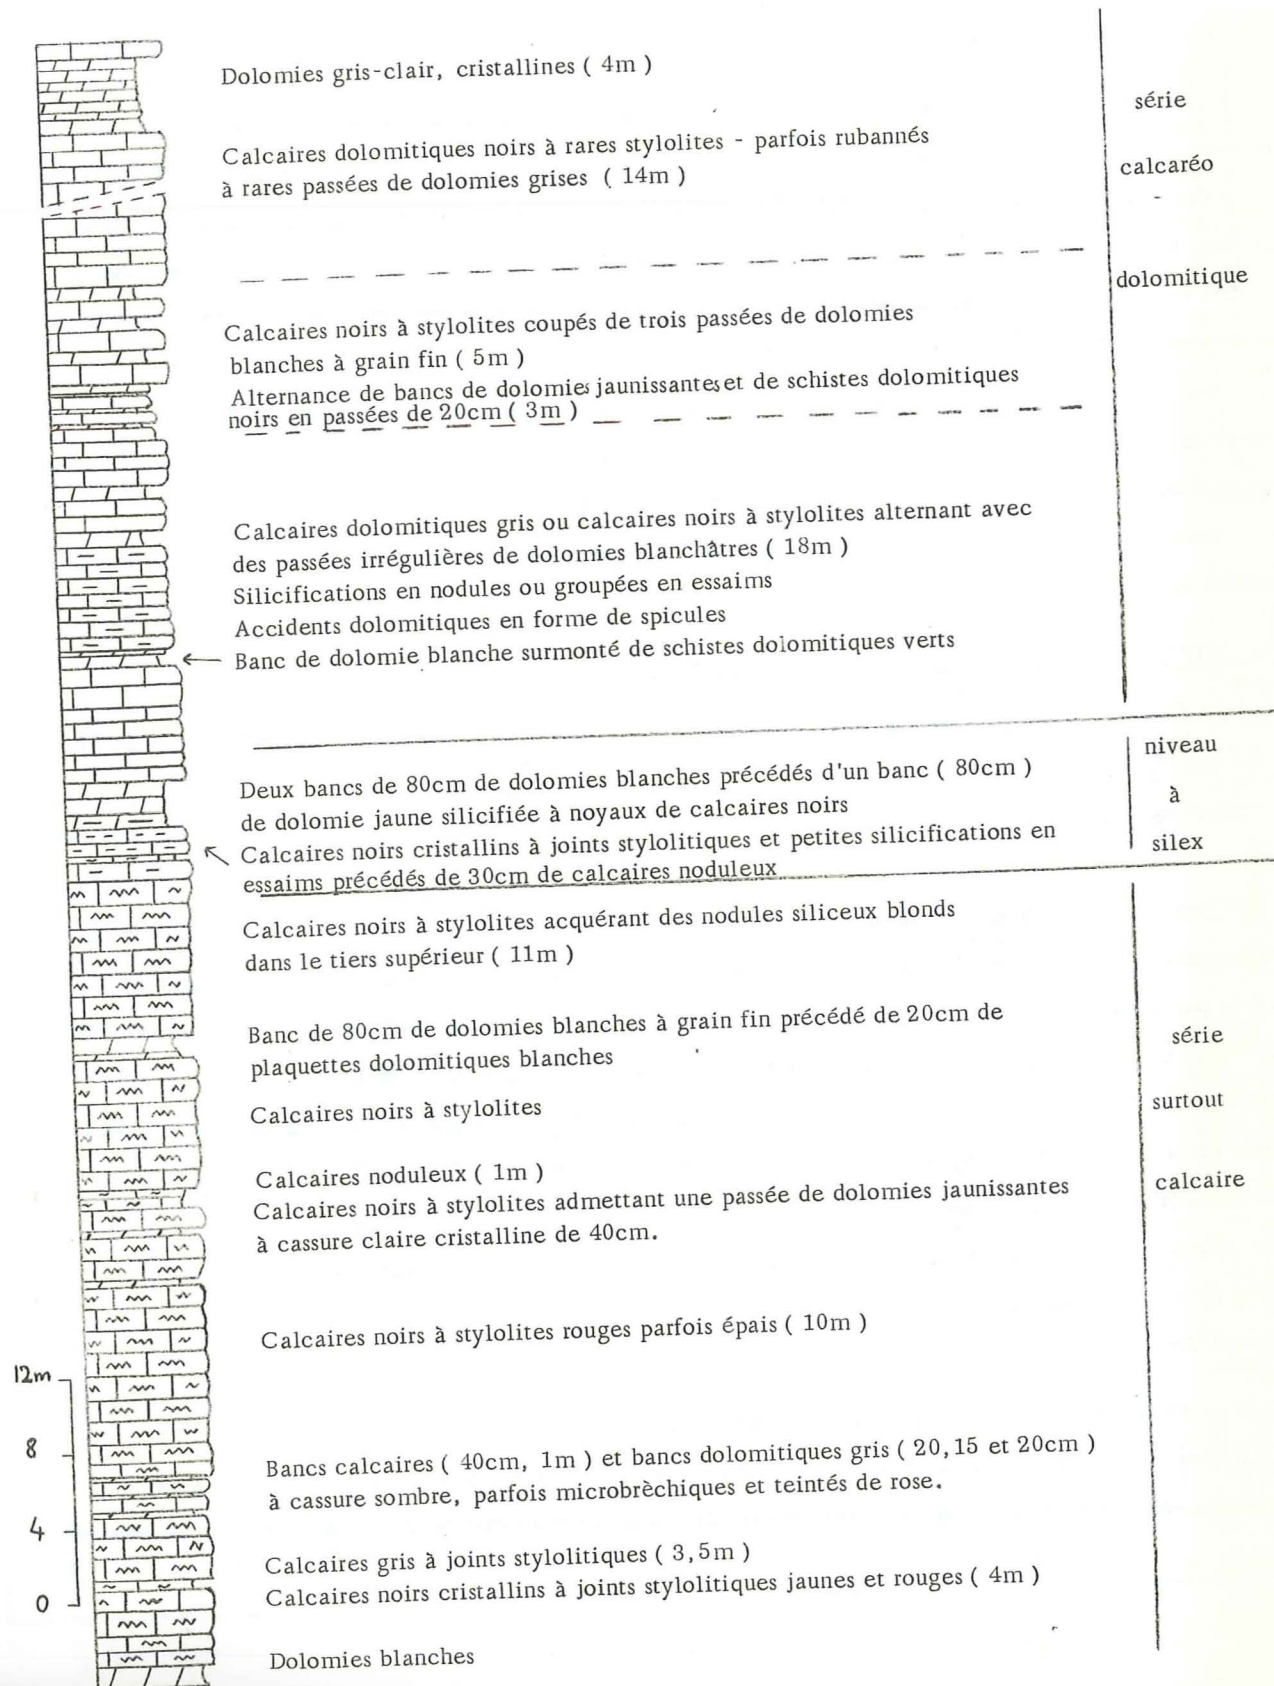 Dolomies gris-clair, cristallines ( 4m )
série
Calcaires dolomitiques noirs à rares stylolites - parfois rubannés
à rares passées de dolomies grises ( 14m )
calcaréo
dolomitique
Calcaires noirs à stylolites coupés de trois passées de dolomies
blanches à grain fin ( 5m )
Alternance de bancs de dolomies jaunissantes et de schistes dolomitiques
noirs en passées de 20cm ( 3m )
Calcaires dolomitiques gris ou calcaires noirs à stylolites alternant avec
des passées irrégulières de dolomies blanchâtres ( 18m )
Silicifications en nodules ou groupées en essaims
Accidents dolomitiques en forme de spicules
Banc de dolomie blanche surmonté de schistes dolomitiques verts
niveau
à
silex
Deux bancs de 80cm de dolomies blanches précédés d'un banc ( 80cm )
de dolomie jaune silicifiée à noyaux de calcaires noirs
Calcaires noirs cristallins à joints stylolitiques et petites silicifications en
essaims précédés de 30cm de calcaires noduleux
Calcaires noirs à stylolites acquérant des nodules siliceux blonds
dans le tiers supérieur ( 11m )
Banc de 80cm de dolomies blanches à grain fin précédé de 20cm de
plaquettes dolomitiques blanches
série
surtout
calcaire
Calcaires noirs à stylolites
Calcaires noduleux ( 1m )
Calcaires noirs à stylolites admettant une passée de dolomies jaunissantes
à cassure claire cristalline de 40cm.
Calcaires noirs à stylolites rouges parfois épais ( 10m )
12m
8
4
0
Bancs calcaires ( 40cm, 1m ) et bancs dolomitiques gris ( 20,15 et 20cm )
à cassure sombre, parfois microbrèchiques et teintés de rose.
Calcaires gris à joints stylolitiques ( 3,5m )
Calcaires noirs cristallins à joints stylolitiques jaunes et rouges ( 4m )
Dolomies blanches